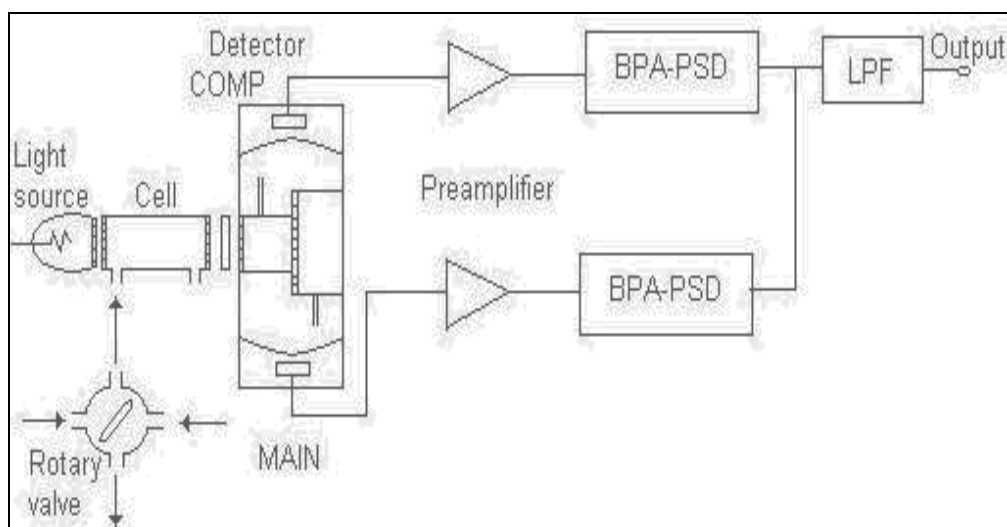 Detector
COMP
BPA-PSD
LPF
Output
Light
source
Cell
Preamplifier
BPA-PSD
MAIN
Rotary
valve